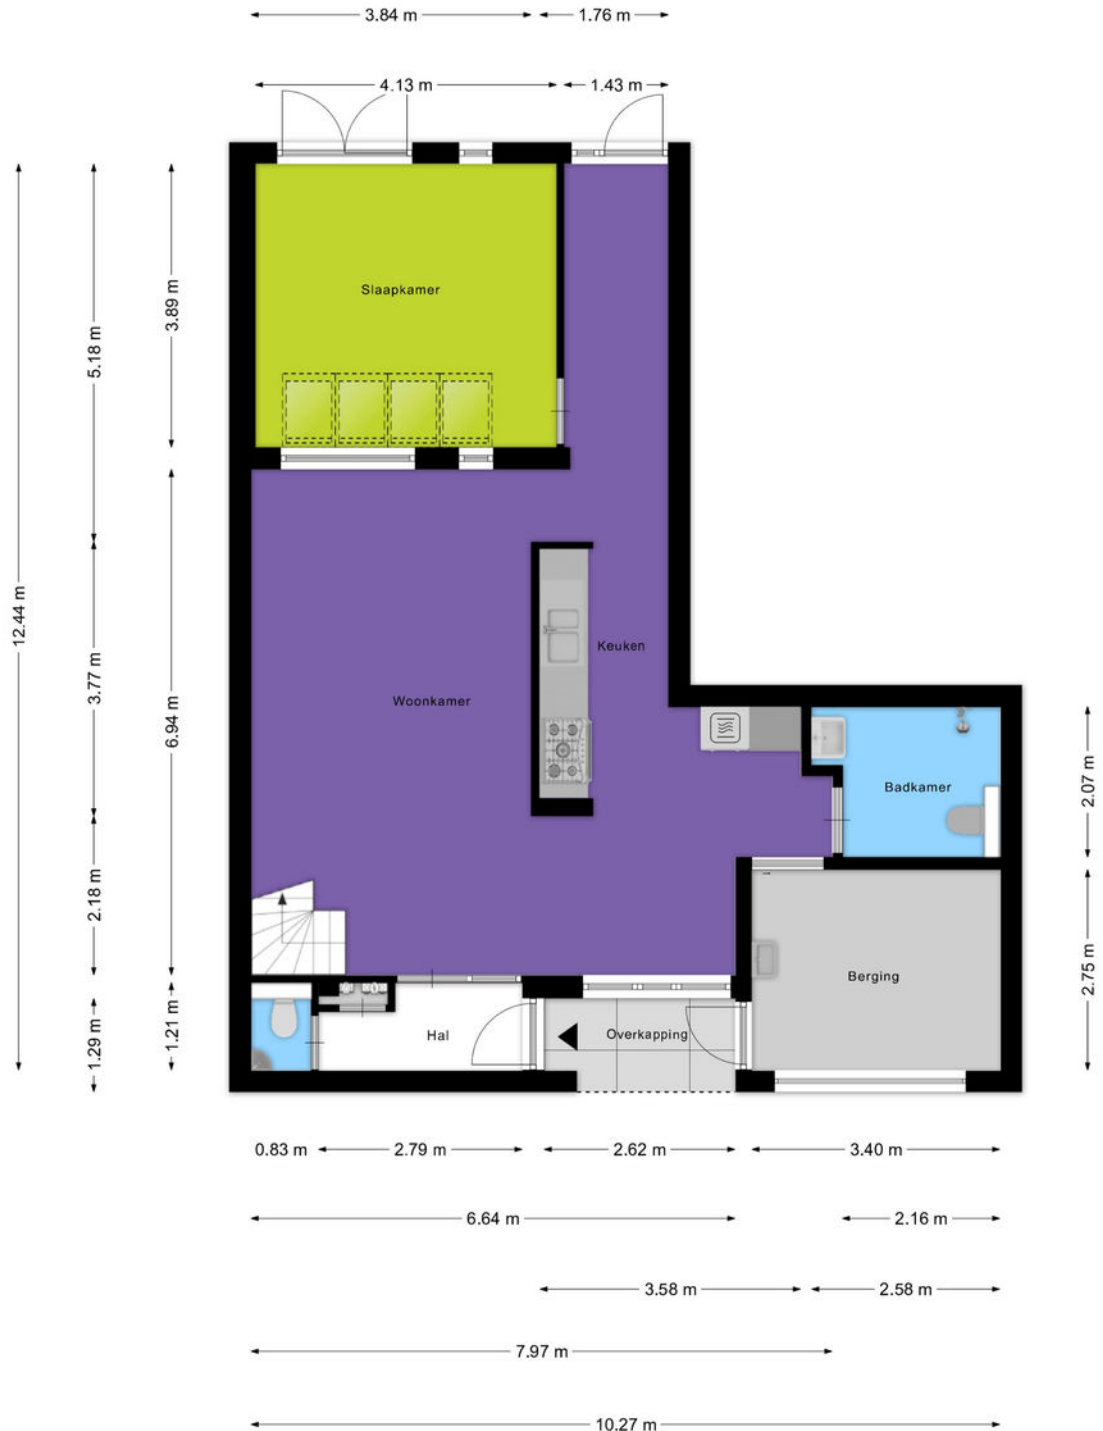 3.84 m
1.76 m
4.13 m
1.43 m
Slaapkamer
3.89 m
5.18 m
12.44 m
Keuken
3.77 m
Woonkamer
6.94 m
Badkamer
2.07 m
2.18 m
Berging
2.75 m
1.29 m
1.21 m
Hal
Overkapping
0.83 m
2.79 m
2.62 m
3.40 m
6.64 m
2.16 m
3.58 m
2.58 m
7.97 m
10.27 m